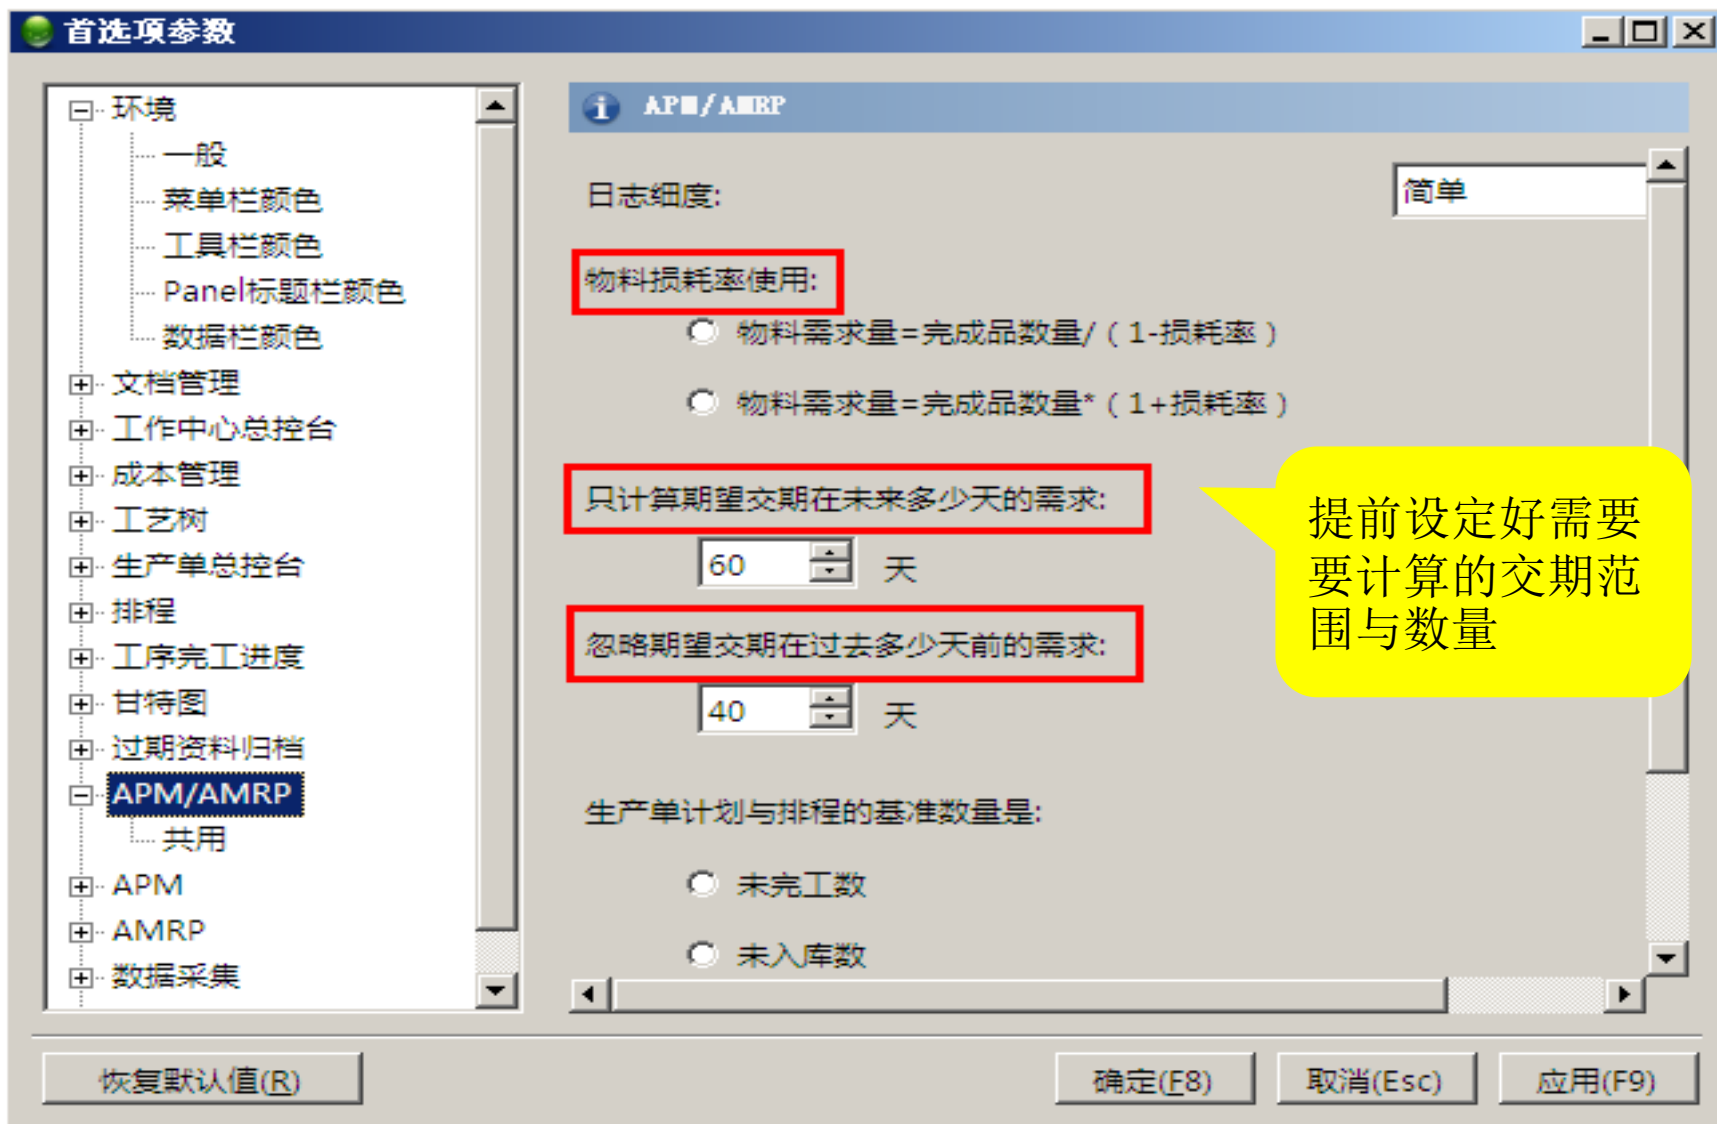 首选项参数
环境
一般
菜单栏颜色
工具栏颜色
Panel标题栏颜色
数据栏颜色
文档管理
工作中心总控台
成本管理
工艺树
生产单总控台
排程
工序完工进度
甘特图
过期资料归档
APM/AMRP
共用
APM
AMRP
数据采集
APM/AMRP
日志细度:
简单
物料损耗率使用:
物料需求量=完成品数量/（1-损耗率）
物料需求量=完成品数量*（1+损耗率）
只计算期望交期在未来多少天的需求:
60 天
忽略期望交期在过去多少天前的需求:
40 天
生产单计划与排程的基准数量是:
未完工数
未入库数
提前设定好需要
要计算的交期范
围与数量
恢复默认值(R)
确定(F8)
取消(Esc)
应用(F9)